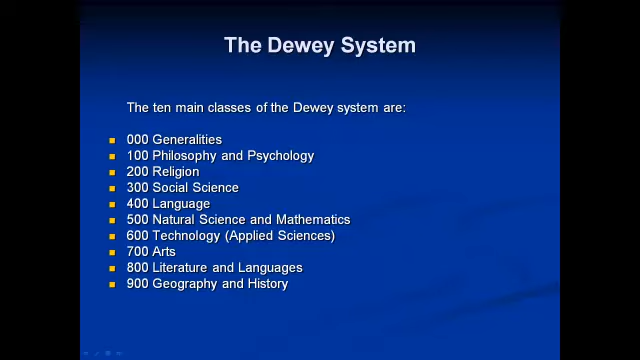 The Dewey System
The ten main classes of the Dewey system are:
000 Generalities
100 Philosophy and Psychology
200 Religion
300 Social Science
400 Language
500 Natural Science and Mathematics
600 Technology (Applied Sciences)
700 Arts
800 Literature and Languages
900 Geography and History